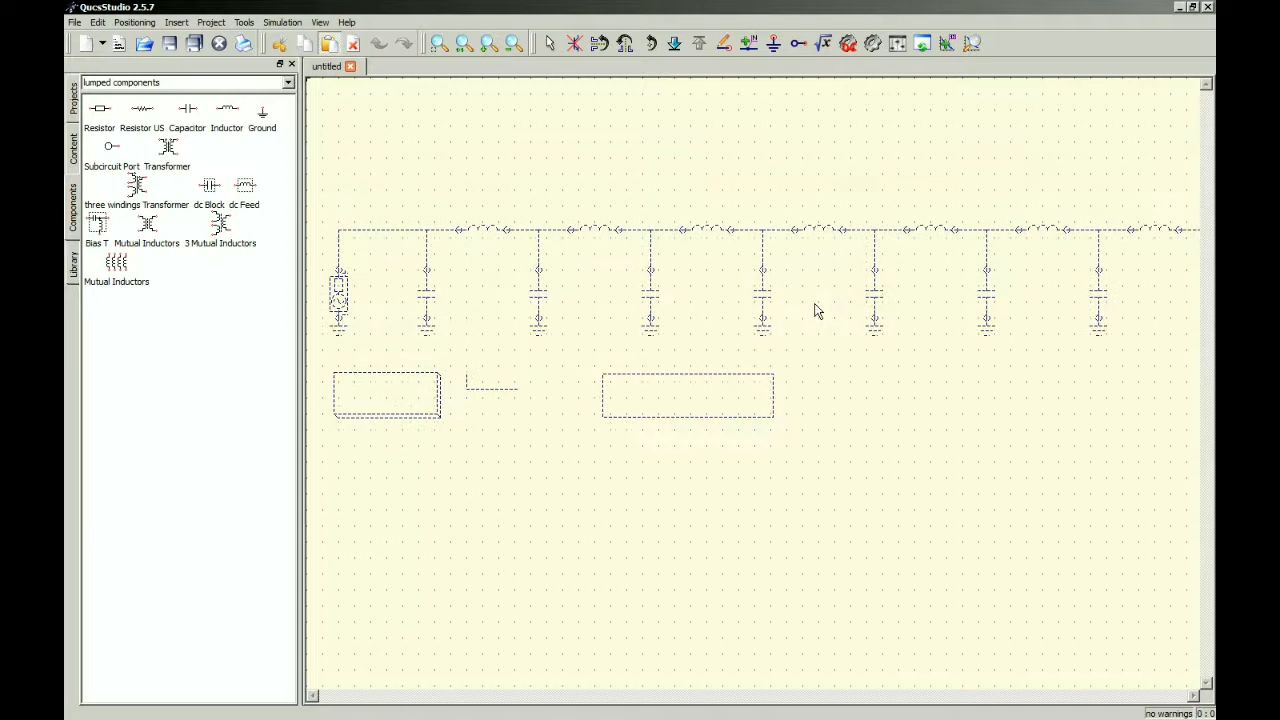 QucsStudio 2.5.7
File Edit Positioning Insert Project Tools Simulation View Help
untitled
lumped components
Projects
Content
Components
Library
Resistor Resistor US Capacitor Inductor Ground
Subcircuit Port Transformer
three windings Transformer dc Block dc Feed
Bias T Mutual Inductors 3 Mutual Inductors
Mutual Inductors
no warnings 0 : 0